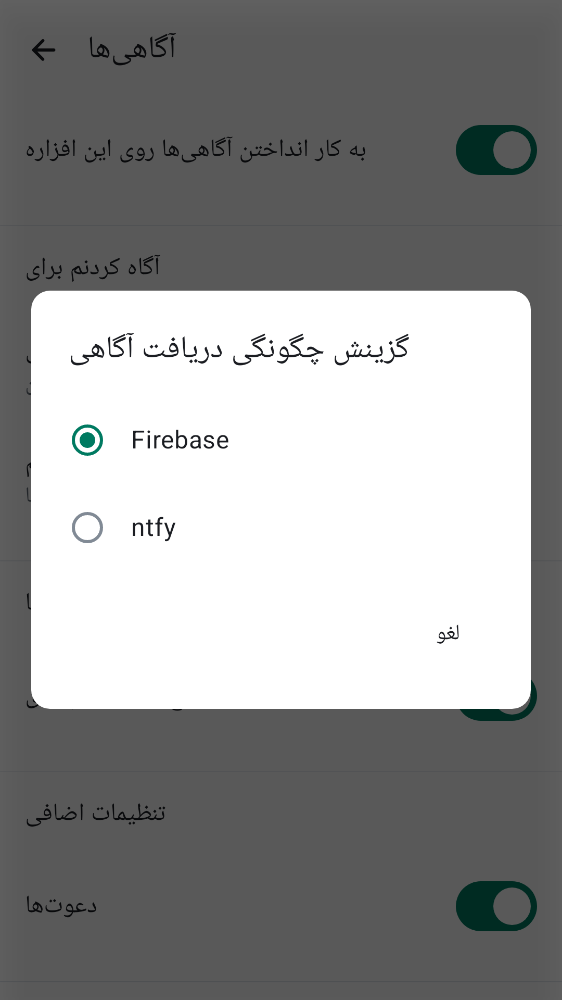 آگاهی‌ها
به کار انداختن آگاهی‌ها روی این افزاره
آگاه کردنم برای
گزینش چگونگی دریافت آگاهی
Firebase
ntfy
لغو
تنظیمات اضافی
دعوت‌ها